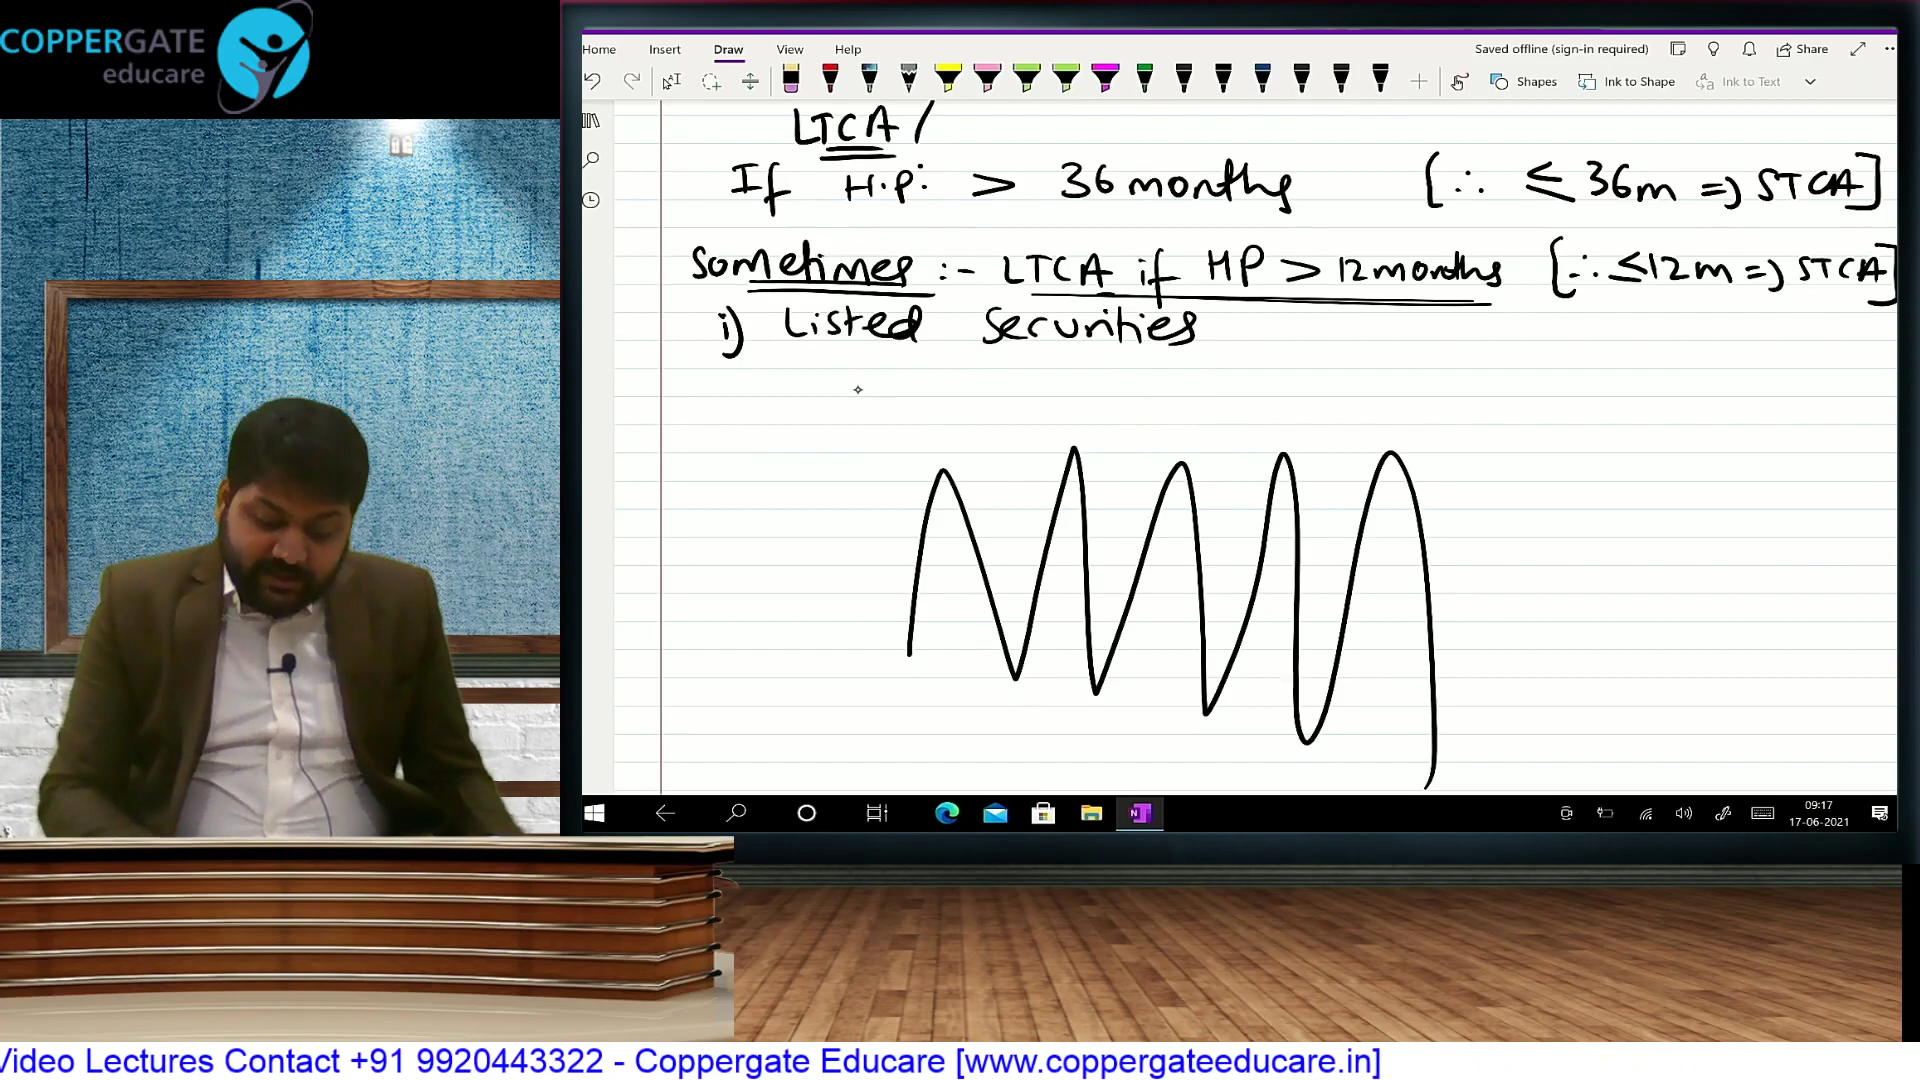 COPPERGATE
educare
Home Insert Draw View Help Saved offline (sign-in required) Share
Shapes Ink to Shape Ink to Text
LTCA /
If H.P. > 36 months [∴ ≤ 36m => STCA]
Sometimes :- LTCA if HP > 12 months [∴ ≤12m => STCA]
i) Listed Securities
09:17
17-06-2021
Video Lectures Contact +91 9920443322 - Coppergate Educare [www.coppergateeducare.in]